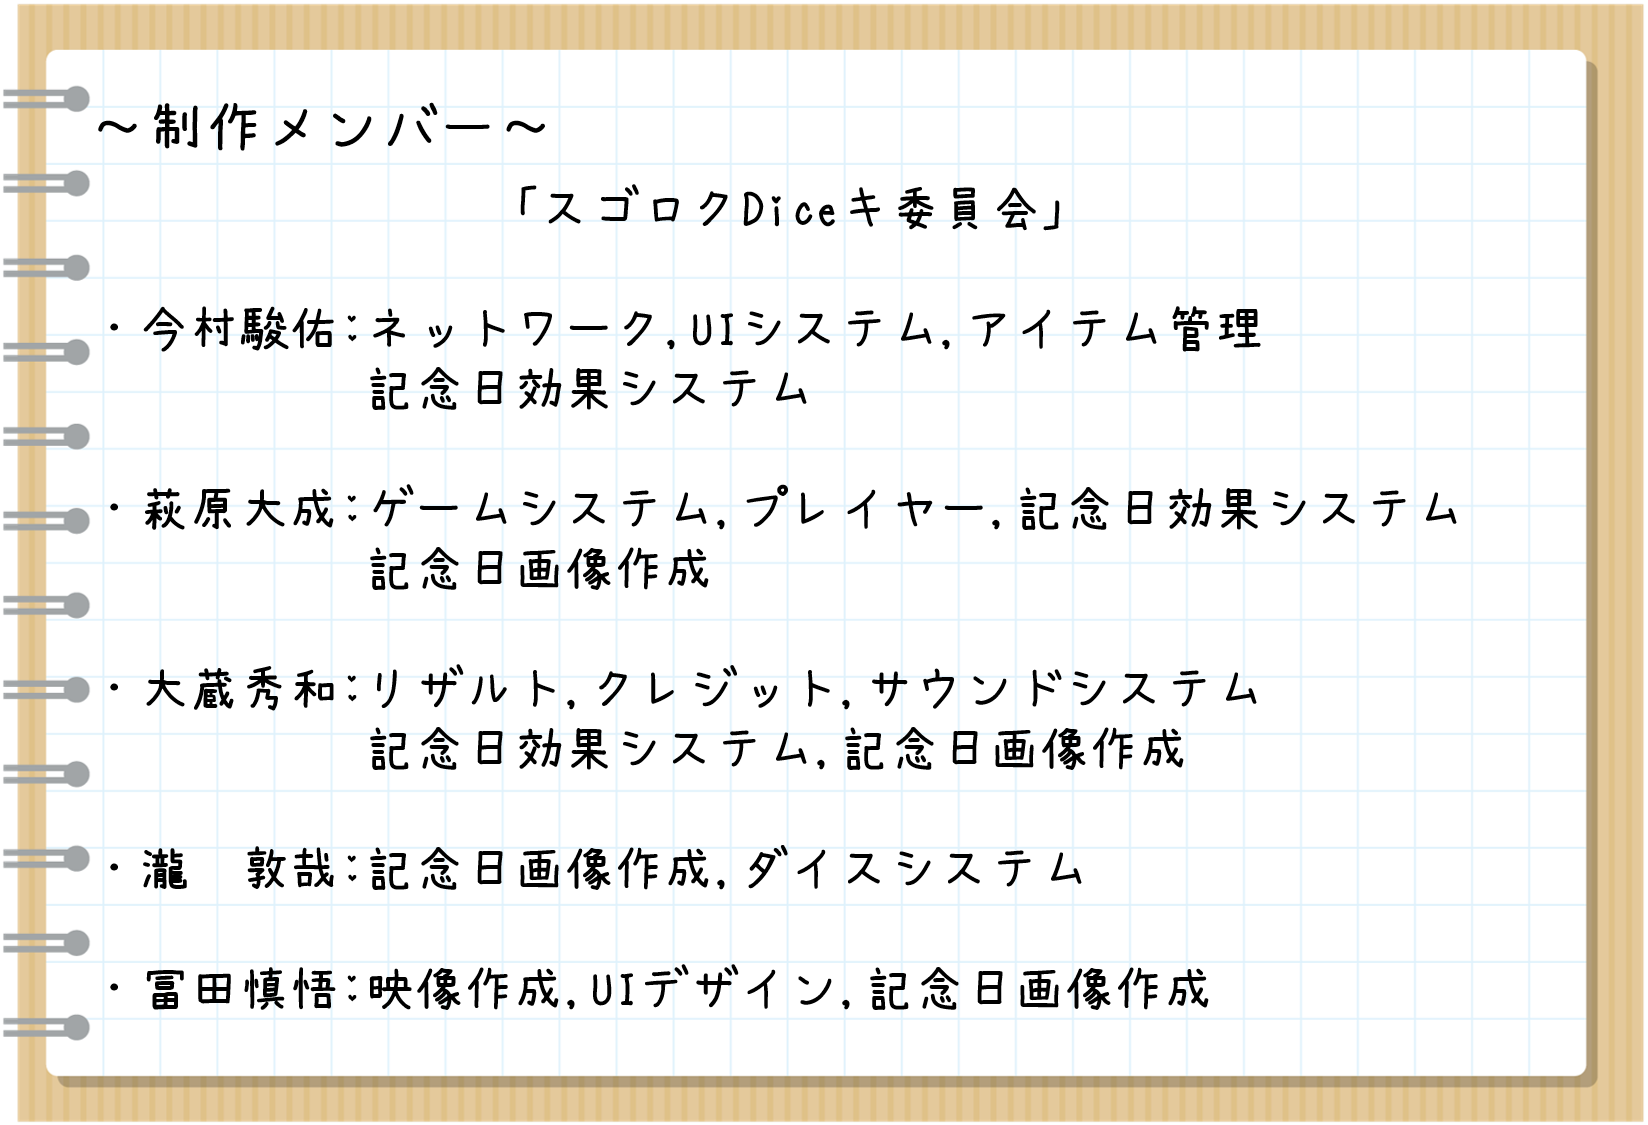 ～制作メンバー～
「スゴロクDiceキ委員会」
・今村駿佑:ネットワーク,UIシステム,アイテム管理
記念日効果システム
・萩原大成:ゲームシステム,プレイヤー,記念日効果システム
記念日画像作成
・大蔵秀和:リザルト,クレジット,サウンドシステム
記念日効果システム,記念日画像作成
・瀧　敦哉:記念日画像作成,ダイスシステム
・冨田慎悟:映像作成,UIデザイン,記念日画像作成